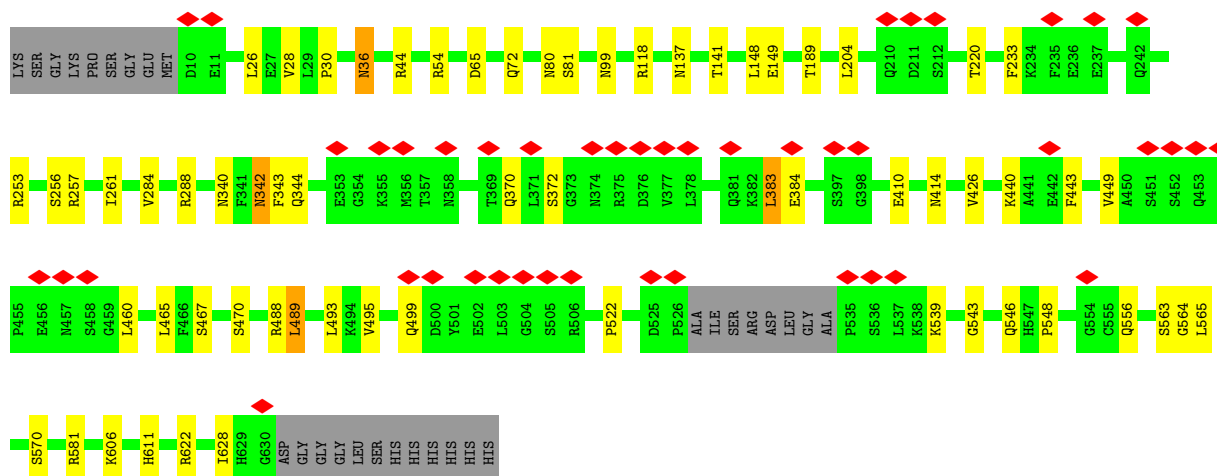 LYS SER GLY LYS PRO SER GLY GLU MET D10 E11 L26 E27 V28 L29 P30 N36 R44 R54 D65 Q72 N80 S81 N99 R118 N137 T141 L148 E149 T189 L204 Q210 D211 S212 T220 F233 K234 F235 E236 E237 Q242
R253 S256 R257 I261 V284 R288 N340 F341 N342 F343 Q344 E353 G354 K355 M356 T357 N358 T369 Q370 L371 S372 G373 N374 R375 D376 V377 L378 Q381 K382 L383 E384 S397 G398 E410 N414 V426 K440 A441 E442 F443 V449 A450 S451 S452 Q453
P455 E456 N457 S458 G459 L460 L465 F466 S467 S470 R488 L489 L493 K494 V495 Q499 D500 Y501 E502 L503 G504 S505 R506 P522 D525 P526 ALA ILE SER ARG ASP LEU GLY ALA P535 S536 L537 K538 K539 G543 Q546 H547 P548 G554 C555 Q556 S563 G564 L565
S570 R581 K606 H611 R622 I628 H629 G630 ASP GLY GLY GLY LEU SER HIS HIS HIS HIS HIS HIS